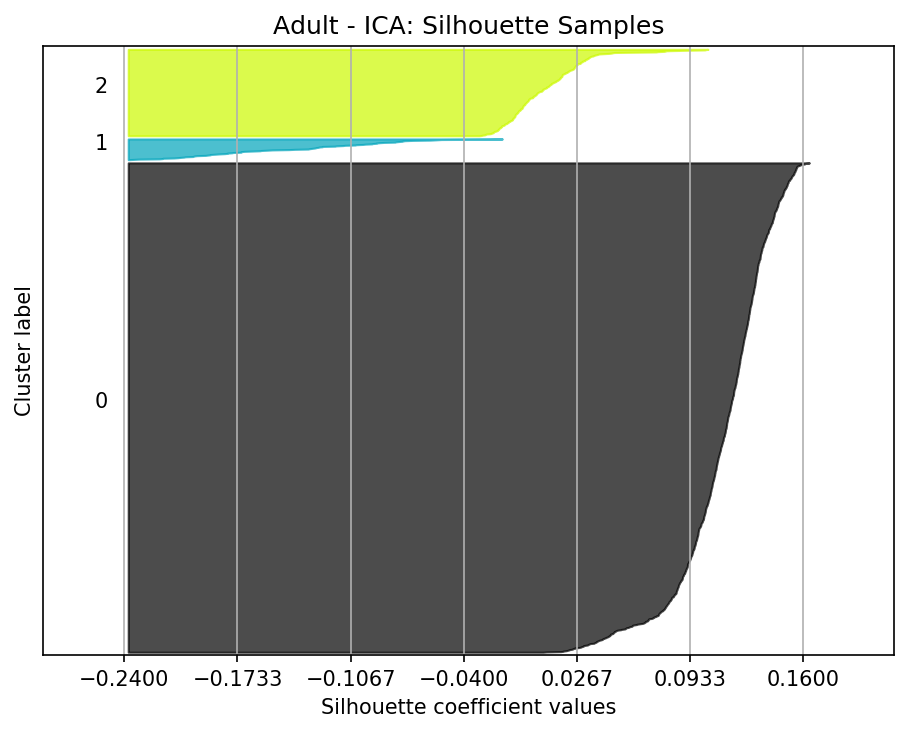 Adult - ICA: Silhouette Samples
2
1
0
Cluster label
−0.2400 −0.1733 −0.1067 −0.0400 0.0267 0.0933 0.1600
Silhouette coefficient values